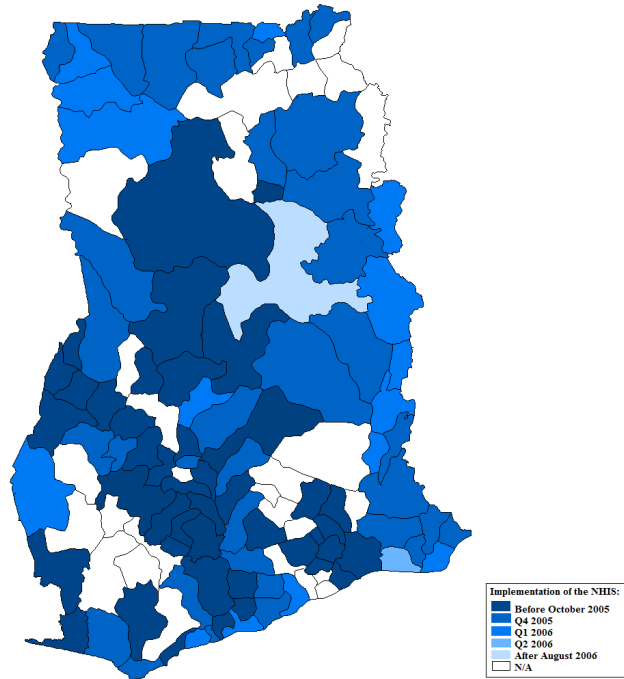 Implementation of the NHIS:
Before October 2005
Q4 2005
Q1 2006
Q2 2006
After August 2006
N/A